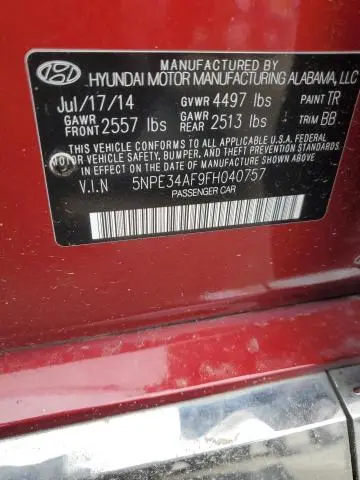 MANUFACTURED BY
HYUNDAI MOTOR MANUFACTURING ALABAMA, LLC
Jul/17/14 GVWR 4497 lbs PAINT TR
GAWR FRONT 2557 lbs GAWR REAR 2513 lbs TRIM BB
THIS VEHICLE CONFORMS TO ALL APPLICABLE U.S.A. FEDERAL
MOTOR VEHICLE SAFETY, BUMPER, AND THEFT PREVENTION STANDARDS
IN EFFECT ON THE DATE OF MANUFACTURE SHOWN ABOVE.
V.I.N 5NPE34AF9FH040757
PASSENGER CAR